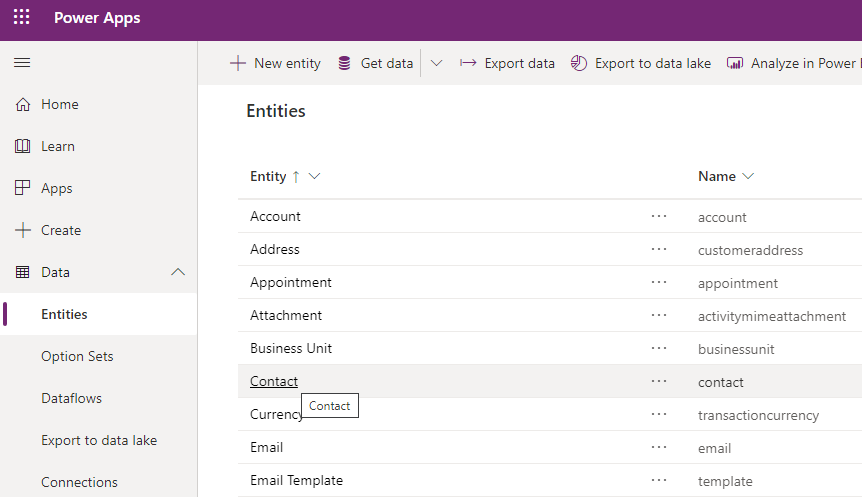 Power Apps
New entity Get data Export data Export to data lake Analyze in Power
Home
Learn
Apps
Create
Data
Entities
Option Sets
Dataflows
Export to data lake
Connections
Entities
Entity ↑ Name
Account ··· account
Address ··· customeraddress
Appointment ··· appointment
Attachment ··· activitymimeattachment
Business Unit ··· businessunit
Contact ··· contact
Contact
Currency ··· transactioncurrency
Email ··· email
Email Template ··· template